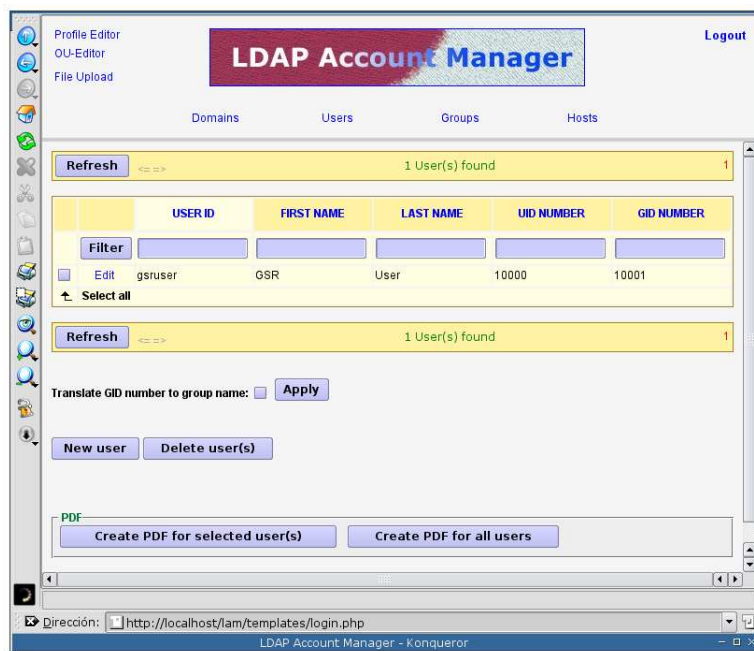 Profile Editor
OU-Editor
File Upload
LDAP Account Manager
Logout
Domains Users Groups Hosts
Refresh <= => 1 User(s) found 1
USER ID FIRST NAME LAST NAME UID NUMBER GID NUMBER
Filter
Edit gsruser GSR User 10000 10001
Select all
Refresh <= => 1 User(s) found 1
Translate GID number to group name: Apply
New user Delete user(s)
PDF
Create PDF for selected user(s) Create PDF for all users
Dirección: http://localhost/lam/templates/login.php
LDAP Account Manager - Konqueror